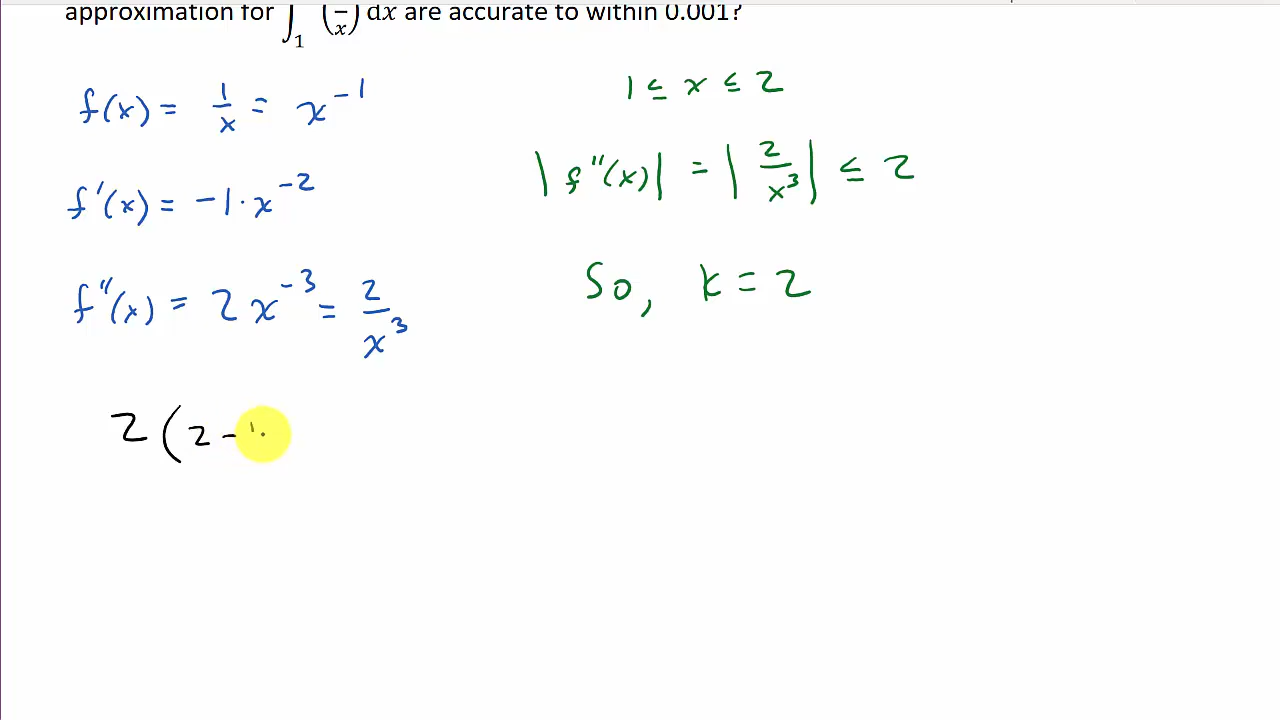 approximation for ∫₁ (–/x) dx are accurate to within 0.001?
f(x) = 1/x = x⁻¹
1 ≤ x ≤ 2
|f''(x)| = |2/x³| ≤ 2
f'(x) = -1·x⁻²
So, k = 2
f''(x) = 2x⁻³ = 2/x³
2(2-1